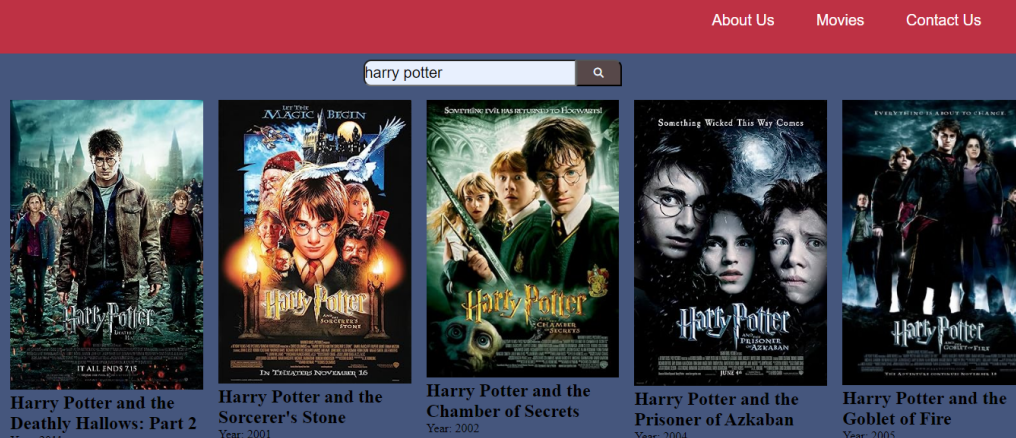 About Us Movies Contact Us
harry potter
IT ALL ENDS 7.15
Harry Potter and the
Deathly Hallows: Part 2
LET THE
MAGIC BEGIN
Harry Potter
AND THE
SORCERER'S
STONE
IN THEATERS NOVEMBER 16
Harry Potter and the
Sorcerer's Stone
Year: 2001
SOMETHING EVIL HAS RETURNED TO HOGWARTS!
Harry Potter
AND THE
CHAMBER OF
SECRETS
Harry Potter and the
Chamber of Secrets
Year: 2002
Something Wicked This Way Comes
Harry Potter
AND THE
PRISONER OF
AZKABAN
JUNE 4
Harry Potter and the
Prisoner of Azkaban
Year: 2004
EVERYTHING IS ABOUT TO CHANGE.
Harry Potter
AND THE
GOBLET OF FIRE
Harry Potter and the
Goblet of Fire
Year: 2005